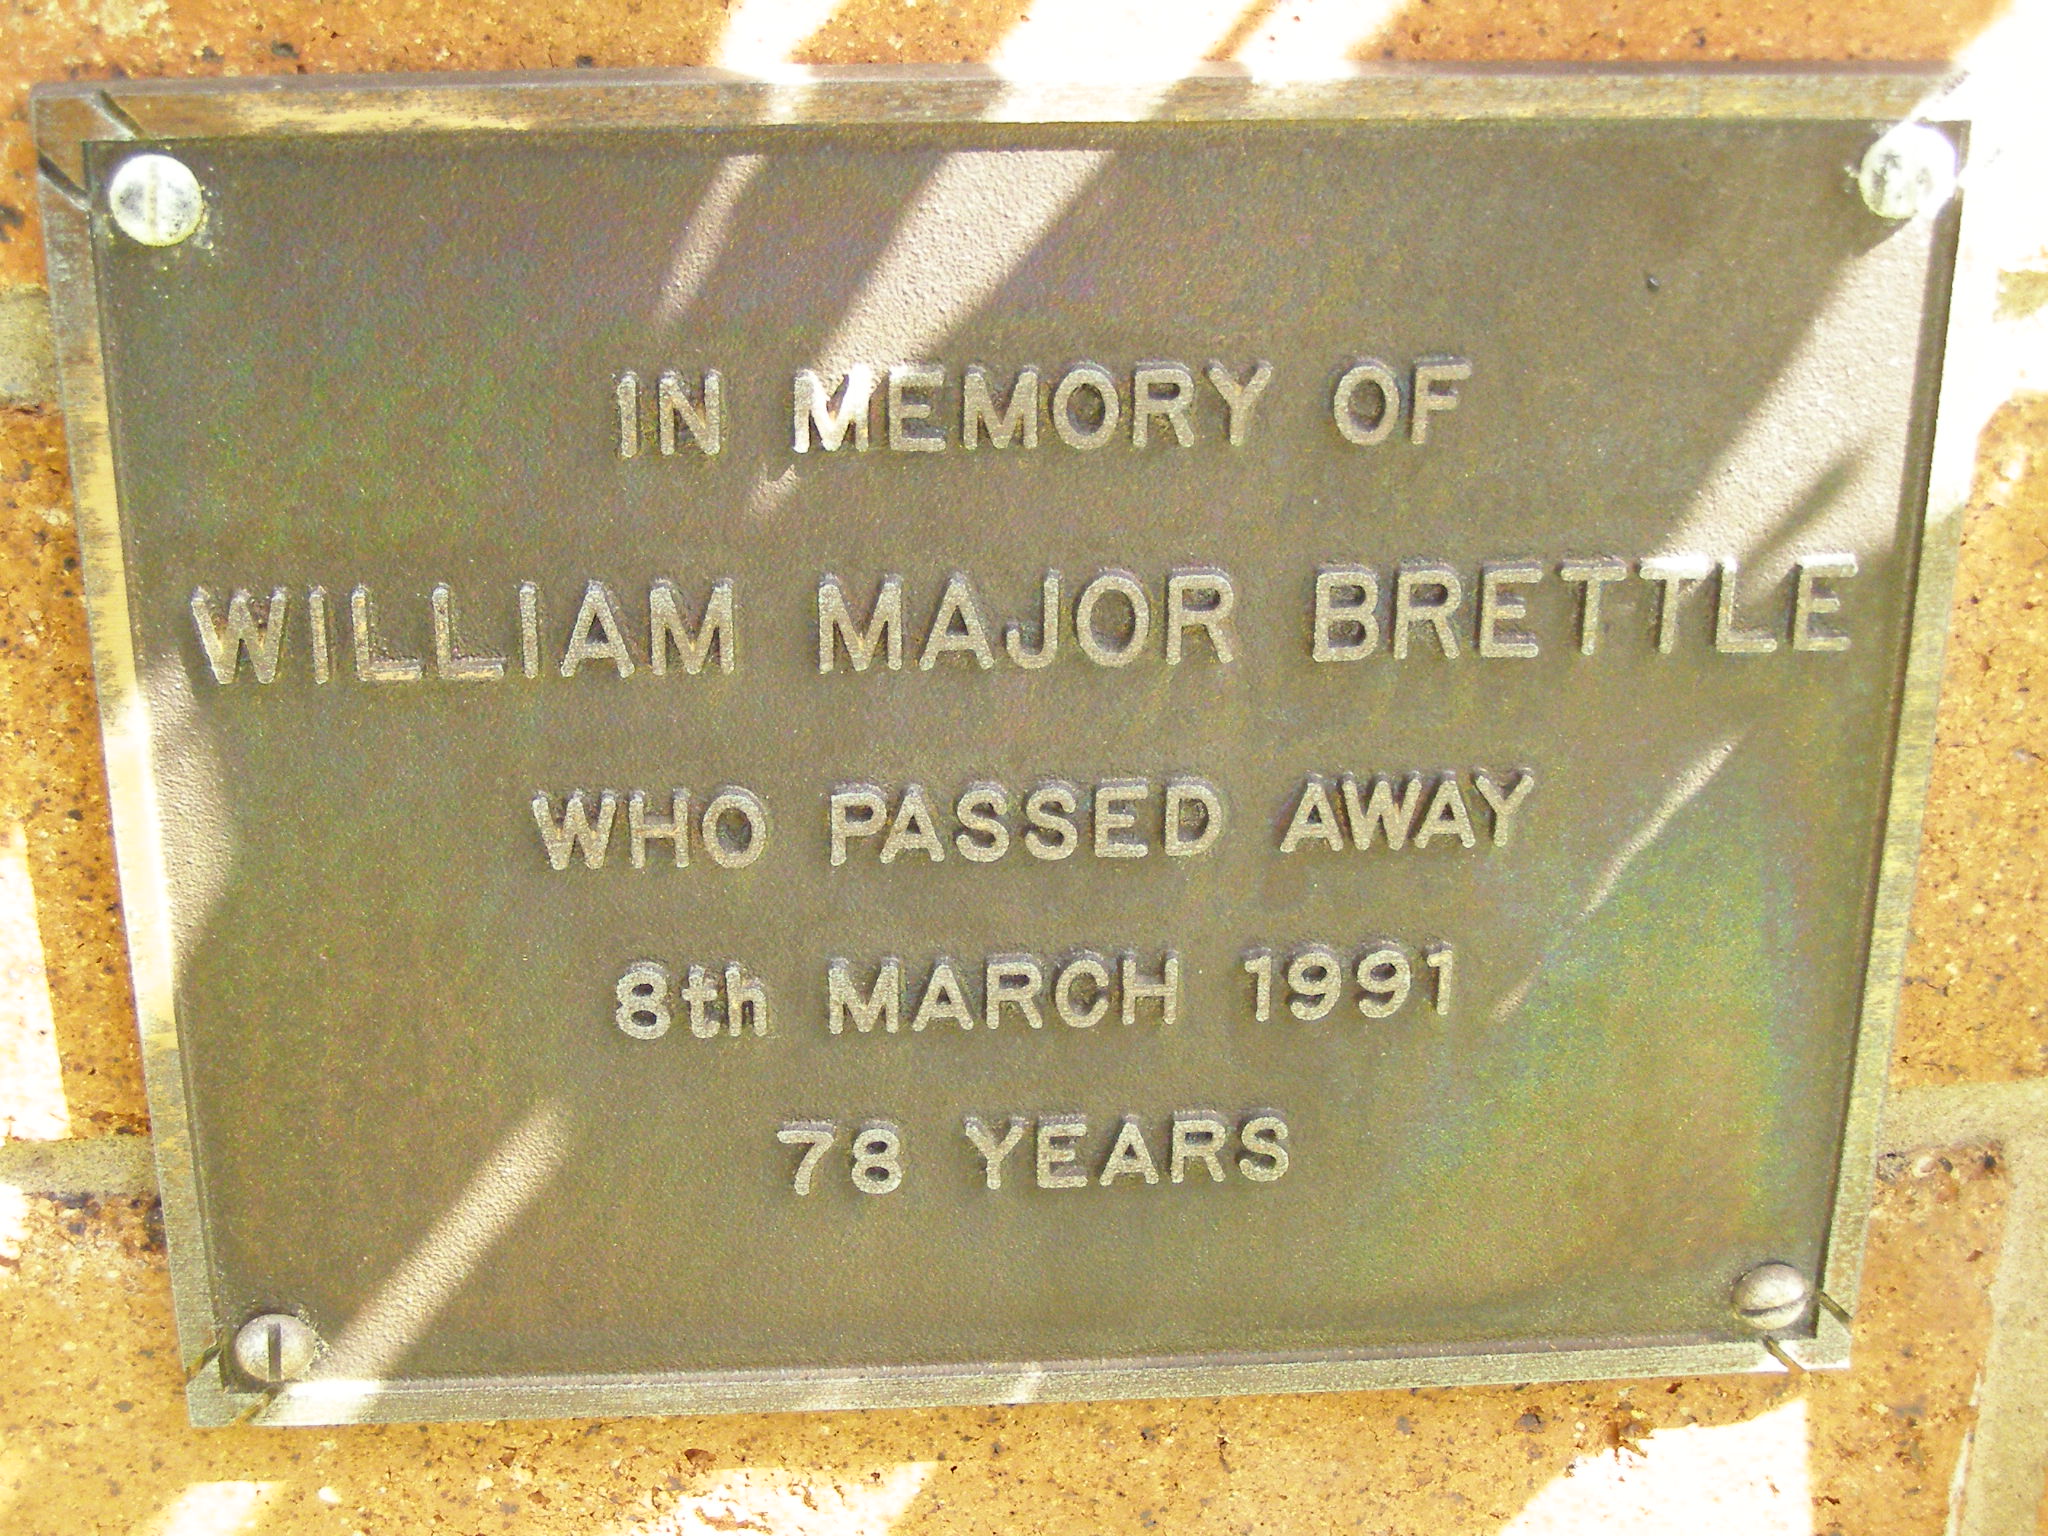 IN MEMORY OF
WILLIAM MAJOR BRETTLE
WHO PASSED AWAY
8th MARCH 1991
78 YEARS